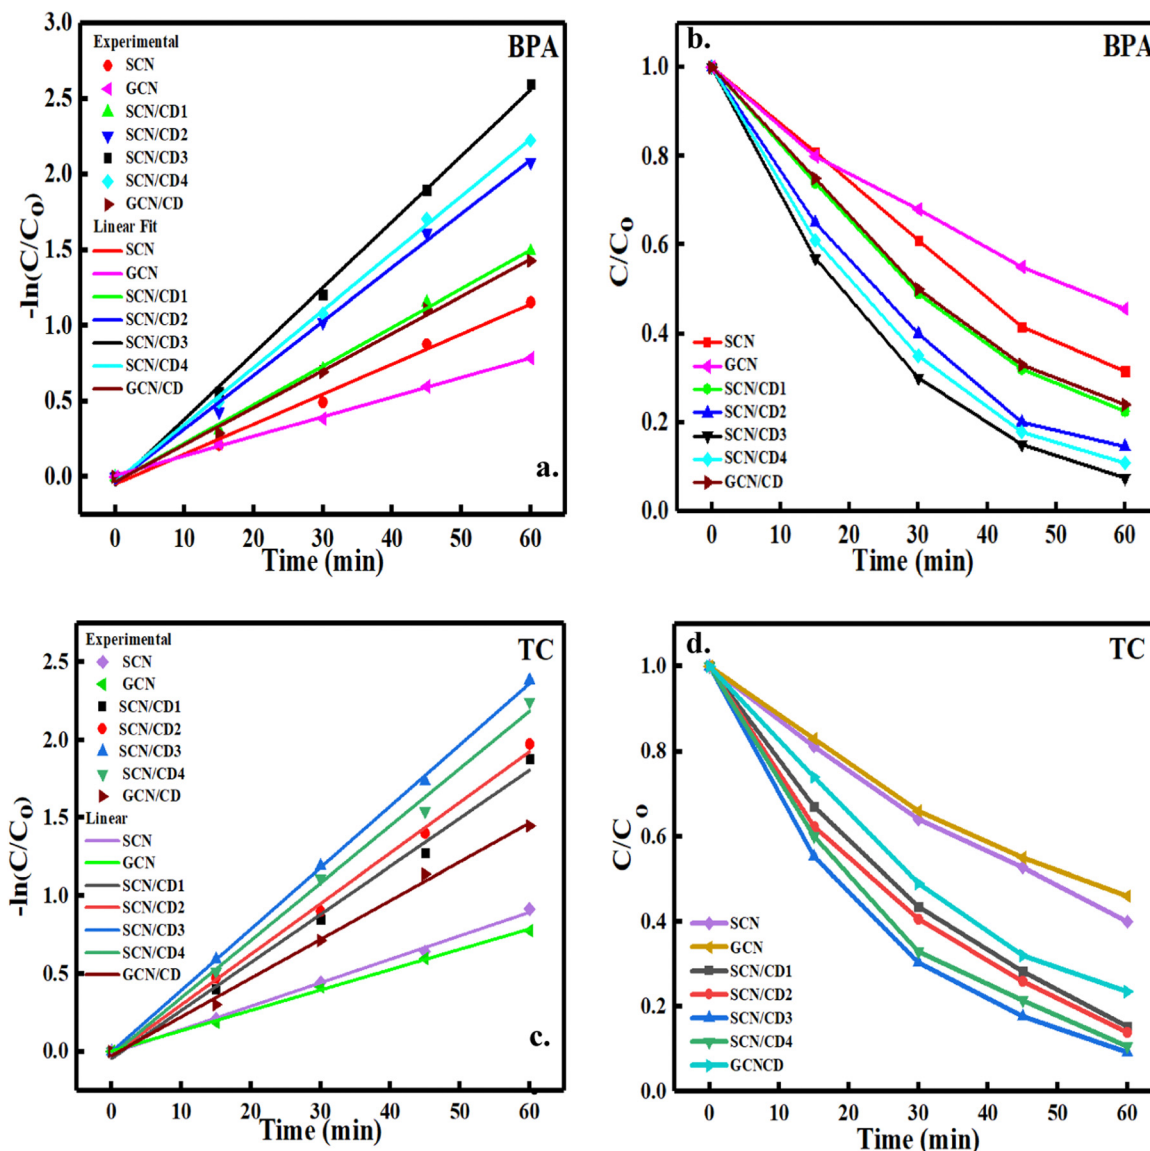 3.0
2.5
2.0
1.5
1.0
0.5
0.0
-ln(C/C0)
Experimental
SCN
GCN
SCN/CD1
SCN/CD2
SCN/CD3
SCN/CD4
GCN/CD
Linear Fit
SCN
GCN
SCN/CD1
SCN/CD2
SCN/CD3
SCN/CD4
GCN/CD
BPA
a.
0 10 20 30 40 50 60
Time (min)
b.
BPA
1.0
0.8
0.6
0.4
0.2
0.0
C/C0
SCN
GCN
SCN/CD1
SCN/CD2
SCN/CD3
SCN/CD4
GCN/CD
0 10 20 30 40 50 60
Time (min)
2.5
2.0
1.5
1.0
0.5
0.0
-ln(C/C0)
Experimental
SCN
GCN
SCN/CD1
SCN/CD2
SCN/CD3
SCN/CD4
GCN/CD
Linear
SCN
GCN
SCN/CD1
SCN/CD2
SCN/CD3
SCN/CD4
GCN/CD
TC
c.
0 10 20 30 40 50 60
Time (min)
d.
TC
1.0
0.8
0.6
0.4
0.2
0.0
C/C0
SCN
GCN
SCN/CD1
SCN/CD2
SCN/CD3
SCN/CD4
GCNCD
0 10 20 30 40 50 60
Time (min)